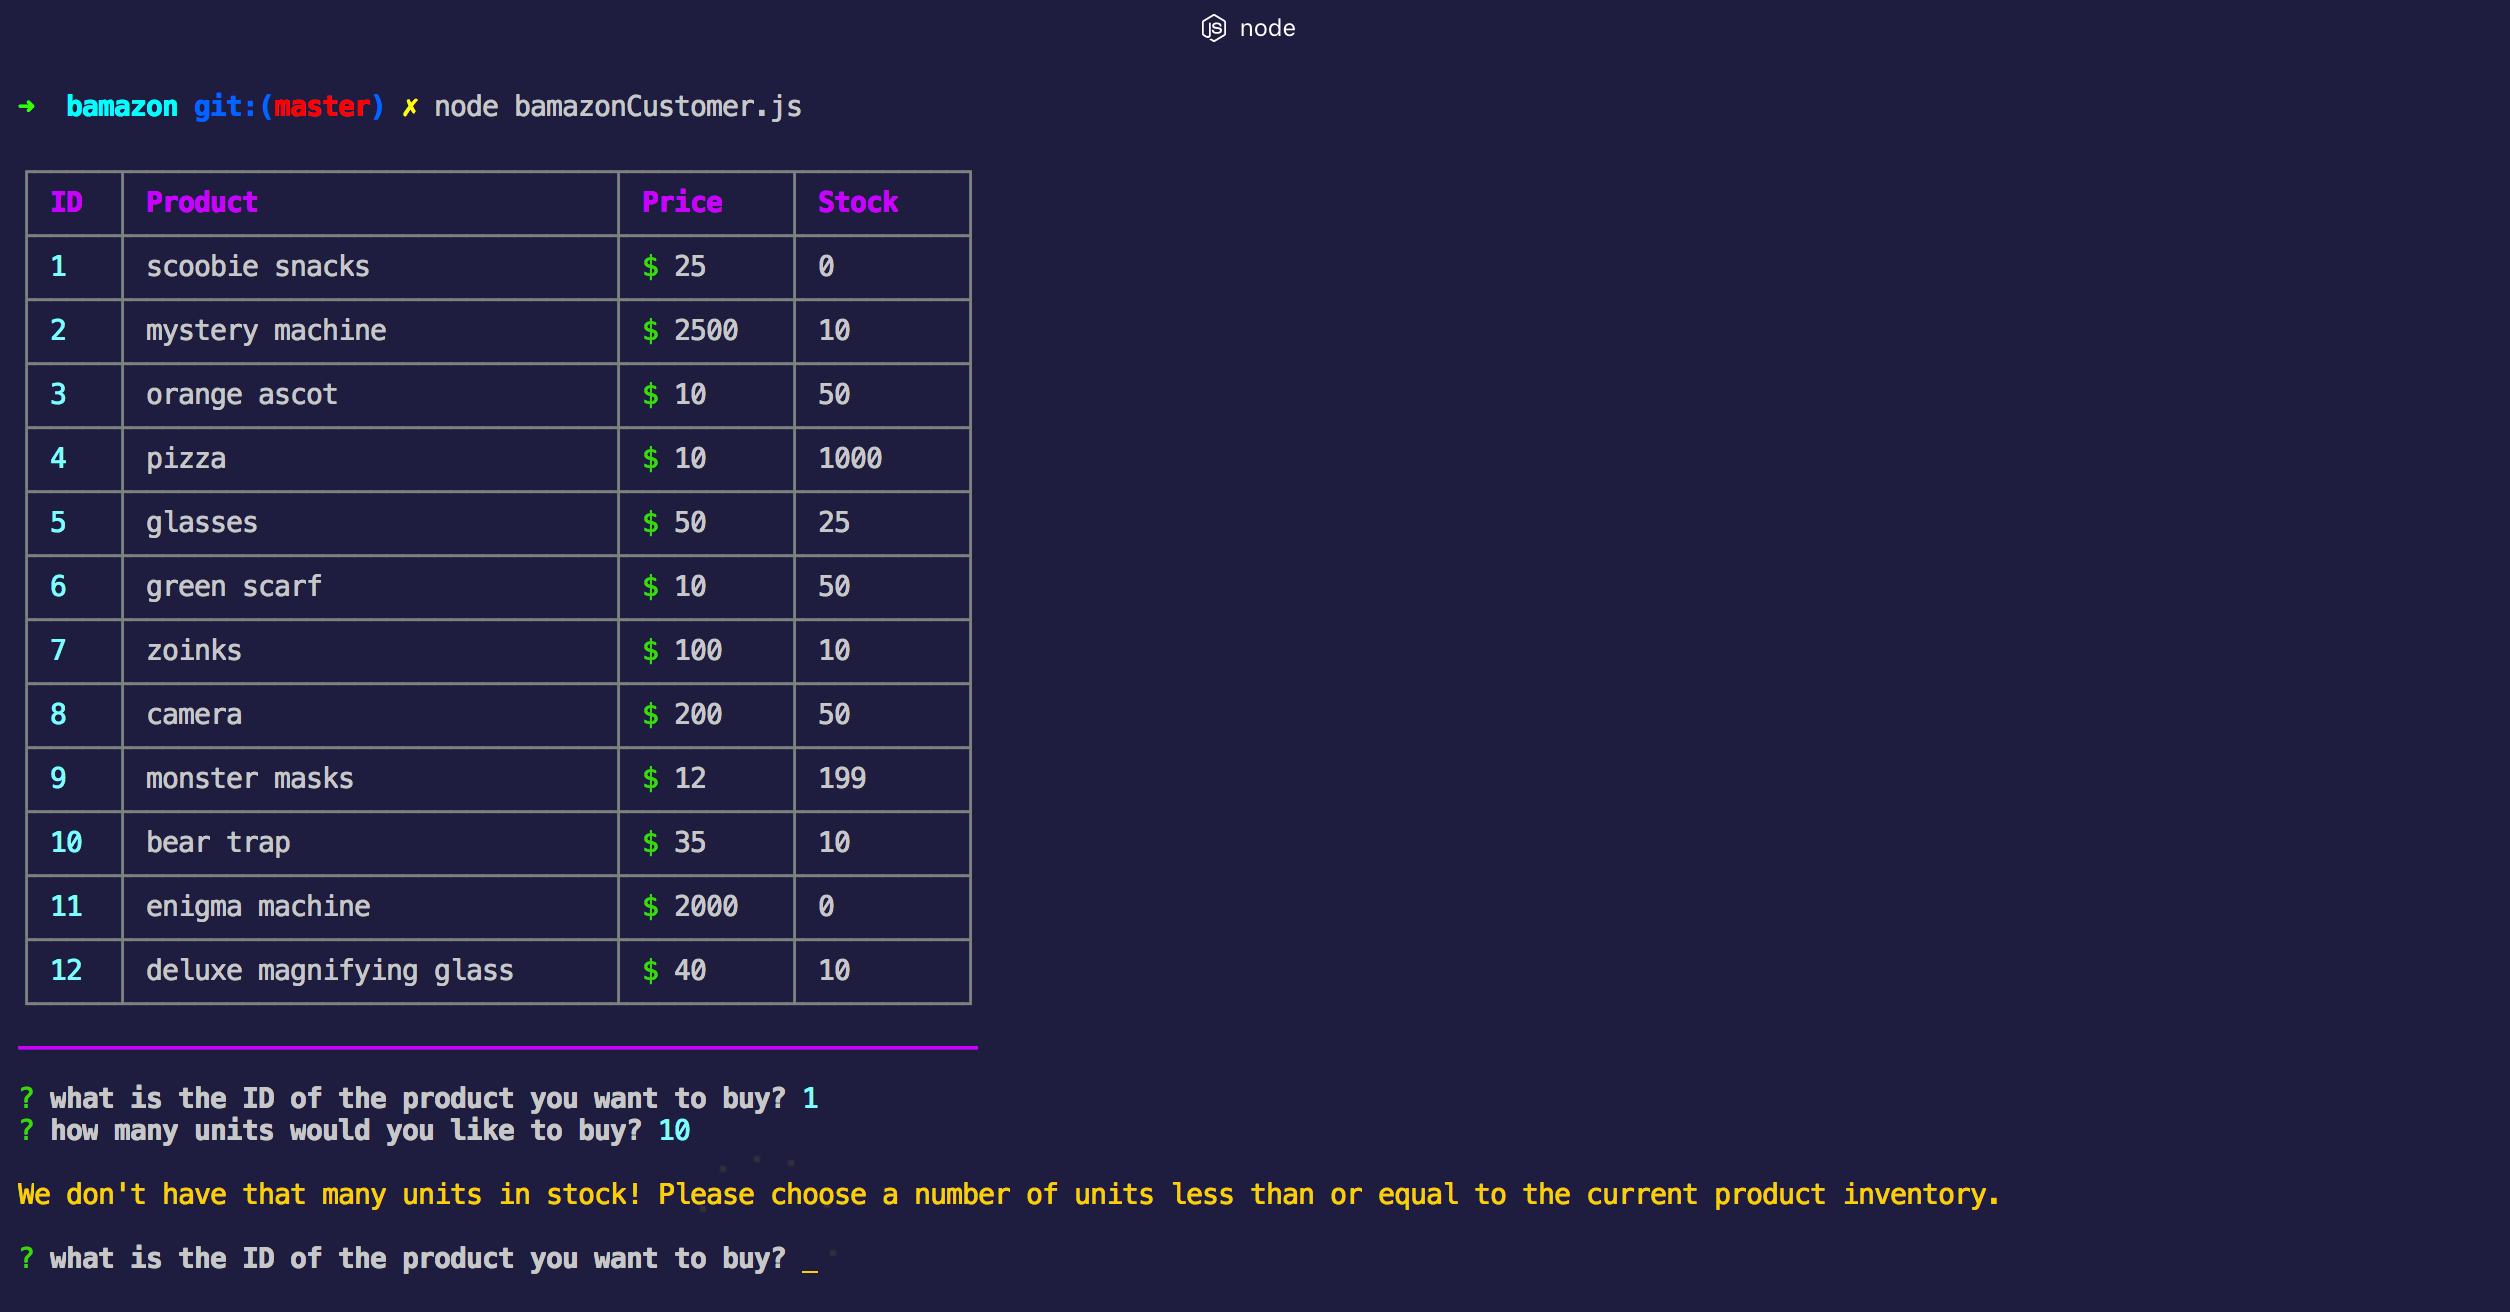 node
➜ bamazon git:(master) ✗ node bamazonCustomer.js
ID Product Price Stock
1 scoobie snacks $ 25 0
2 mystery machine $ 2500 10
3 orange ascot $ 10 50
4 pizza $ 10 1000
5 glasses $ 50 25
6 green scarf $ 10 50
7 zoinks $ 100 10
8 camera $ 200 50
9 monster masks $ 12 199
10 bear trap $ 35 10
11 enigma machine $ 2000 0
12 deluxe magnifying glass $ 40 10
? what is the ID of the product you want to buy? 1
? how many units would you like to buy? 10
We don't have that many units in stock! Please choose a number of units less than or equal to the current product inventory.
? what is the ID of the product you want to buy? _